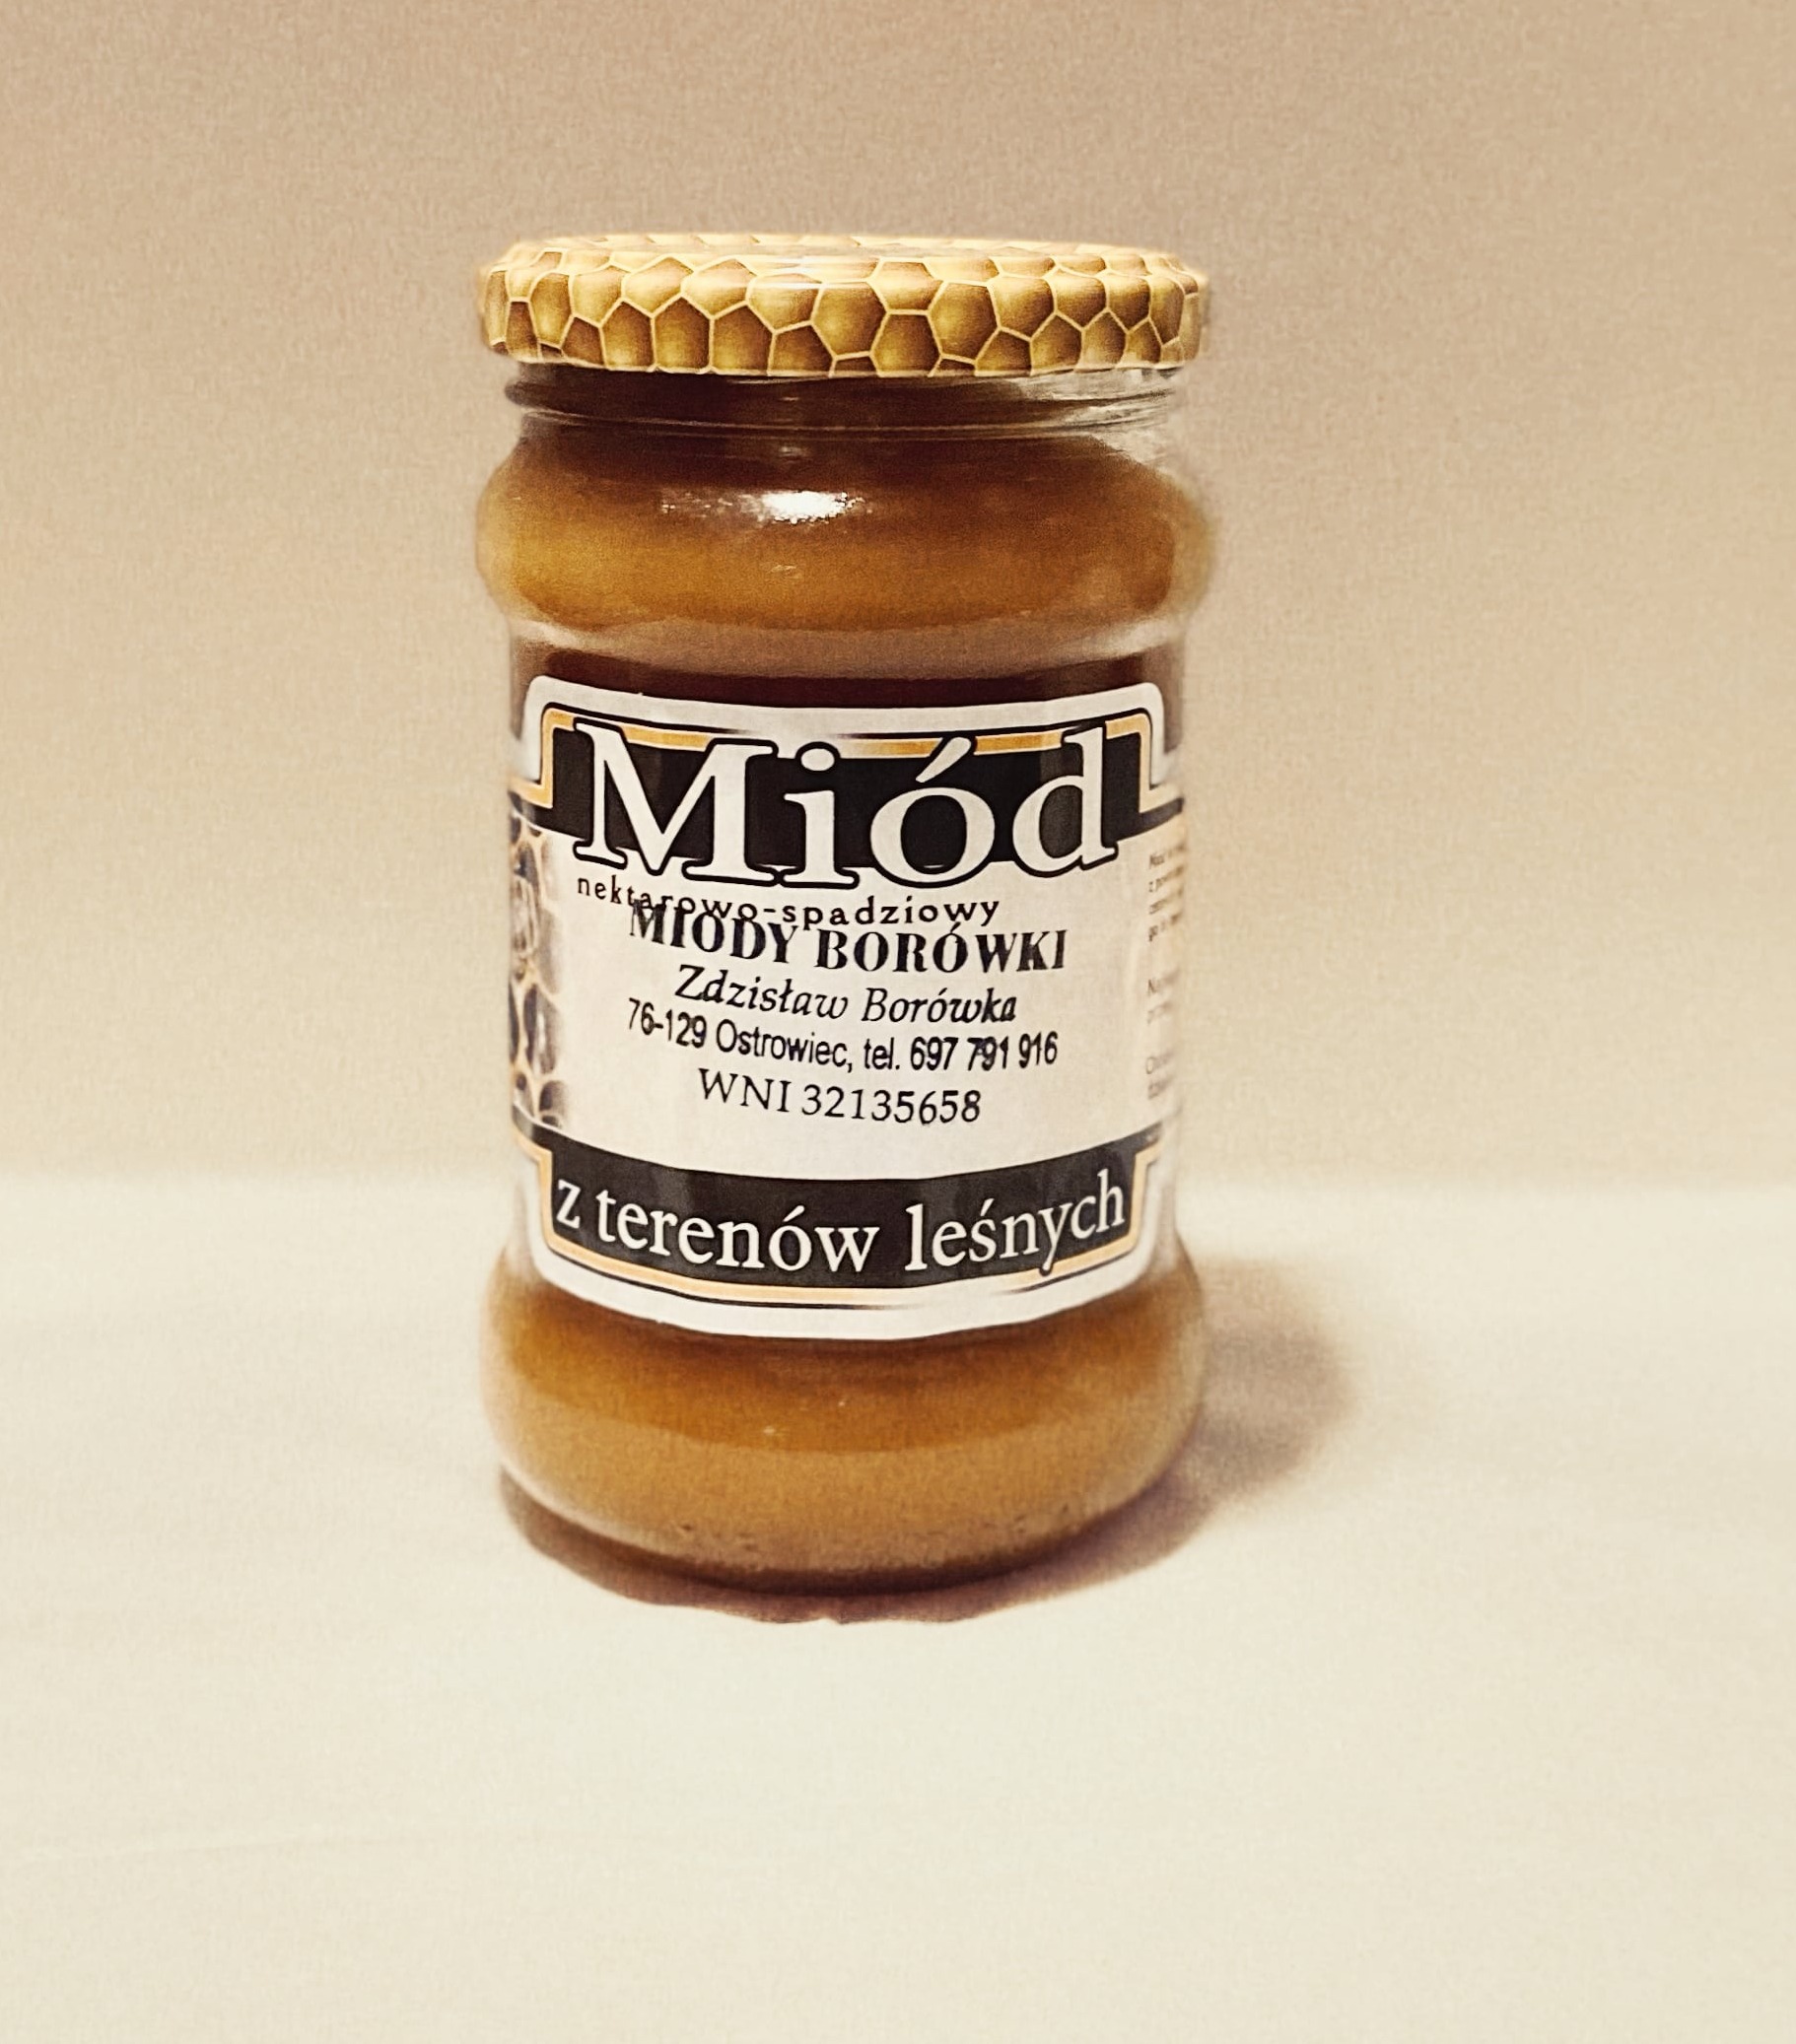 Miód
nektarowo-spadziowy
MIODY BORÓWKI
Zdzisław Borówka
76-129 Ostrowiec, tel. 697 791 916
WNI 32135658
z terenów leśnych